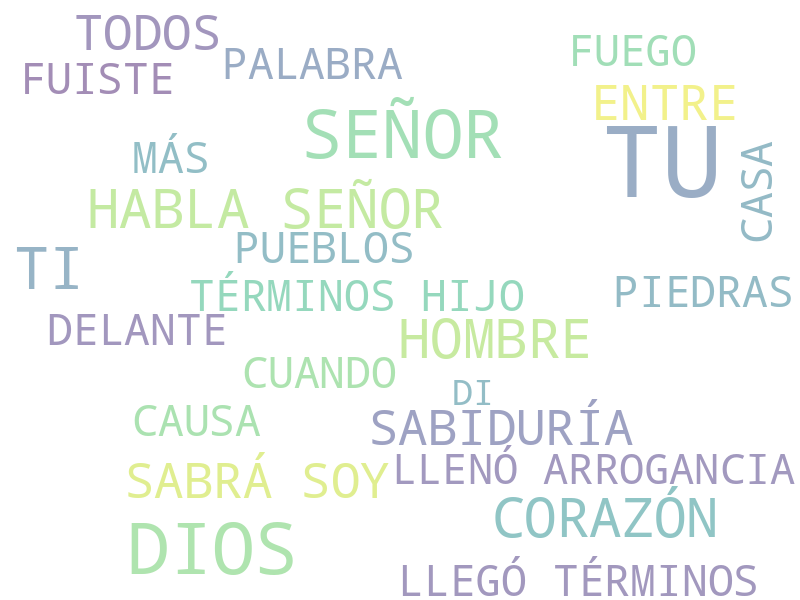 TODOS
FUISTE
PALABRA
FUEGO
ENTRE
SEÑOR
TU
MÁS
CASA
HABLA SEÑOR
PUEBLOS
TI
TÉRMINOS HIJO
PIEDRAS
DELANTE
HOMBRE
CUANDO
DI
CAUSA
SABIDURÍA
LLENÓ ARROGANCIA
SABRÁ SOY
CORAZÓN
DIOS
LLEGÓ TÉRMINOS